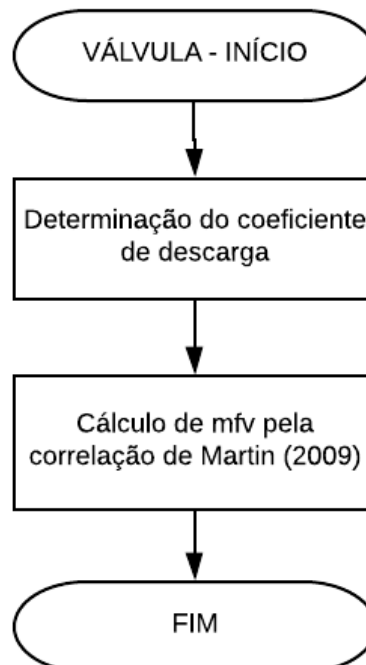 VÁLVULA - INÍCIO
Determinação do coeficiente
de descarga
Cálculo de mfv pela
correlação de Martin (2009)
FIM